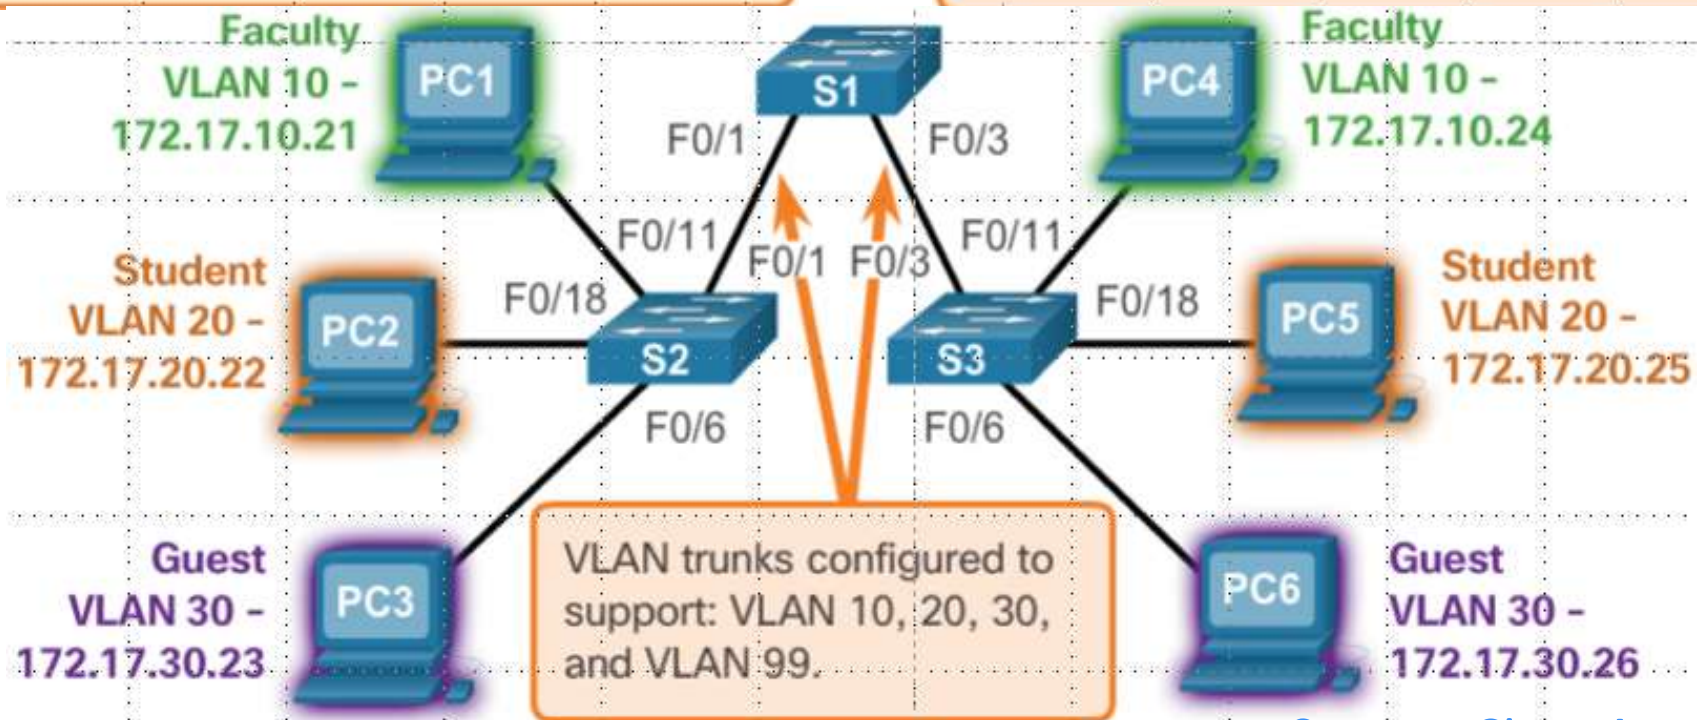 Faculty
VLAN 10 –
172.17.10.21
PC1
S1
PC4
Faculty
VLAN 10 –
172.17.10.24
F0/1
F0/3
F0/11
F0/1
F0/3
F0/11
Student
VLAN 20 –
172.17.20.22
PC2
F0/18
S2
S3
F0/18
PC5
Student
VLAN 20 –
172.17.20.25
F0/6
F0/6
Guest
VLAN 30 –
172.17.30.23
PC3
VLAN trunks configured to
support: VLAN 10, 20, 30,
and VLAN 99.
PC6
Guest
VLAN 30 –
172.17.30.26